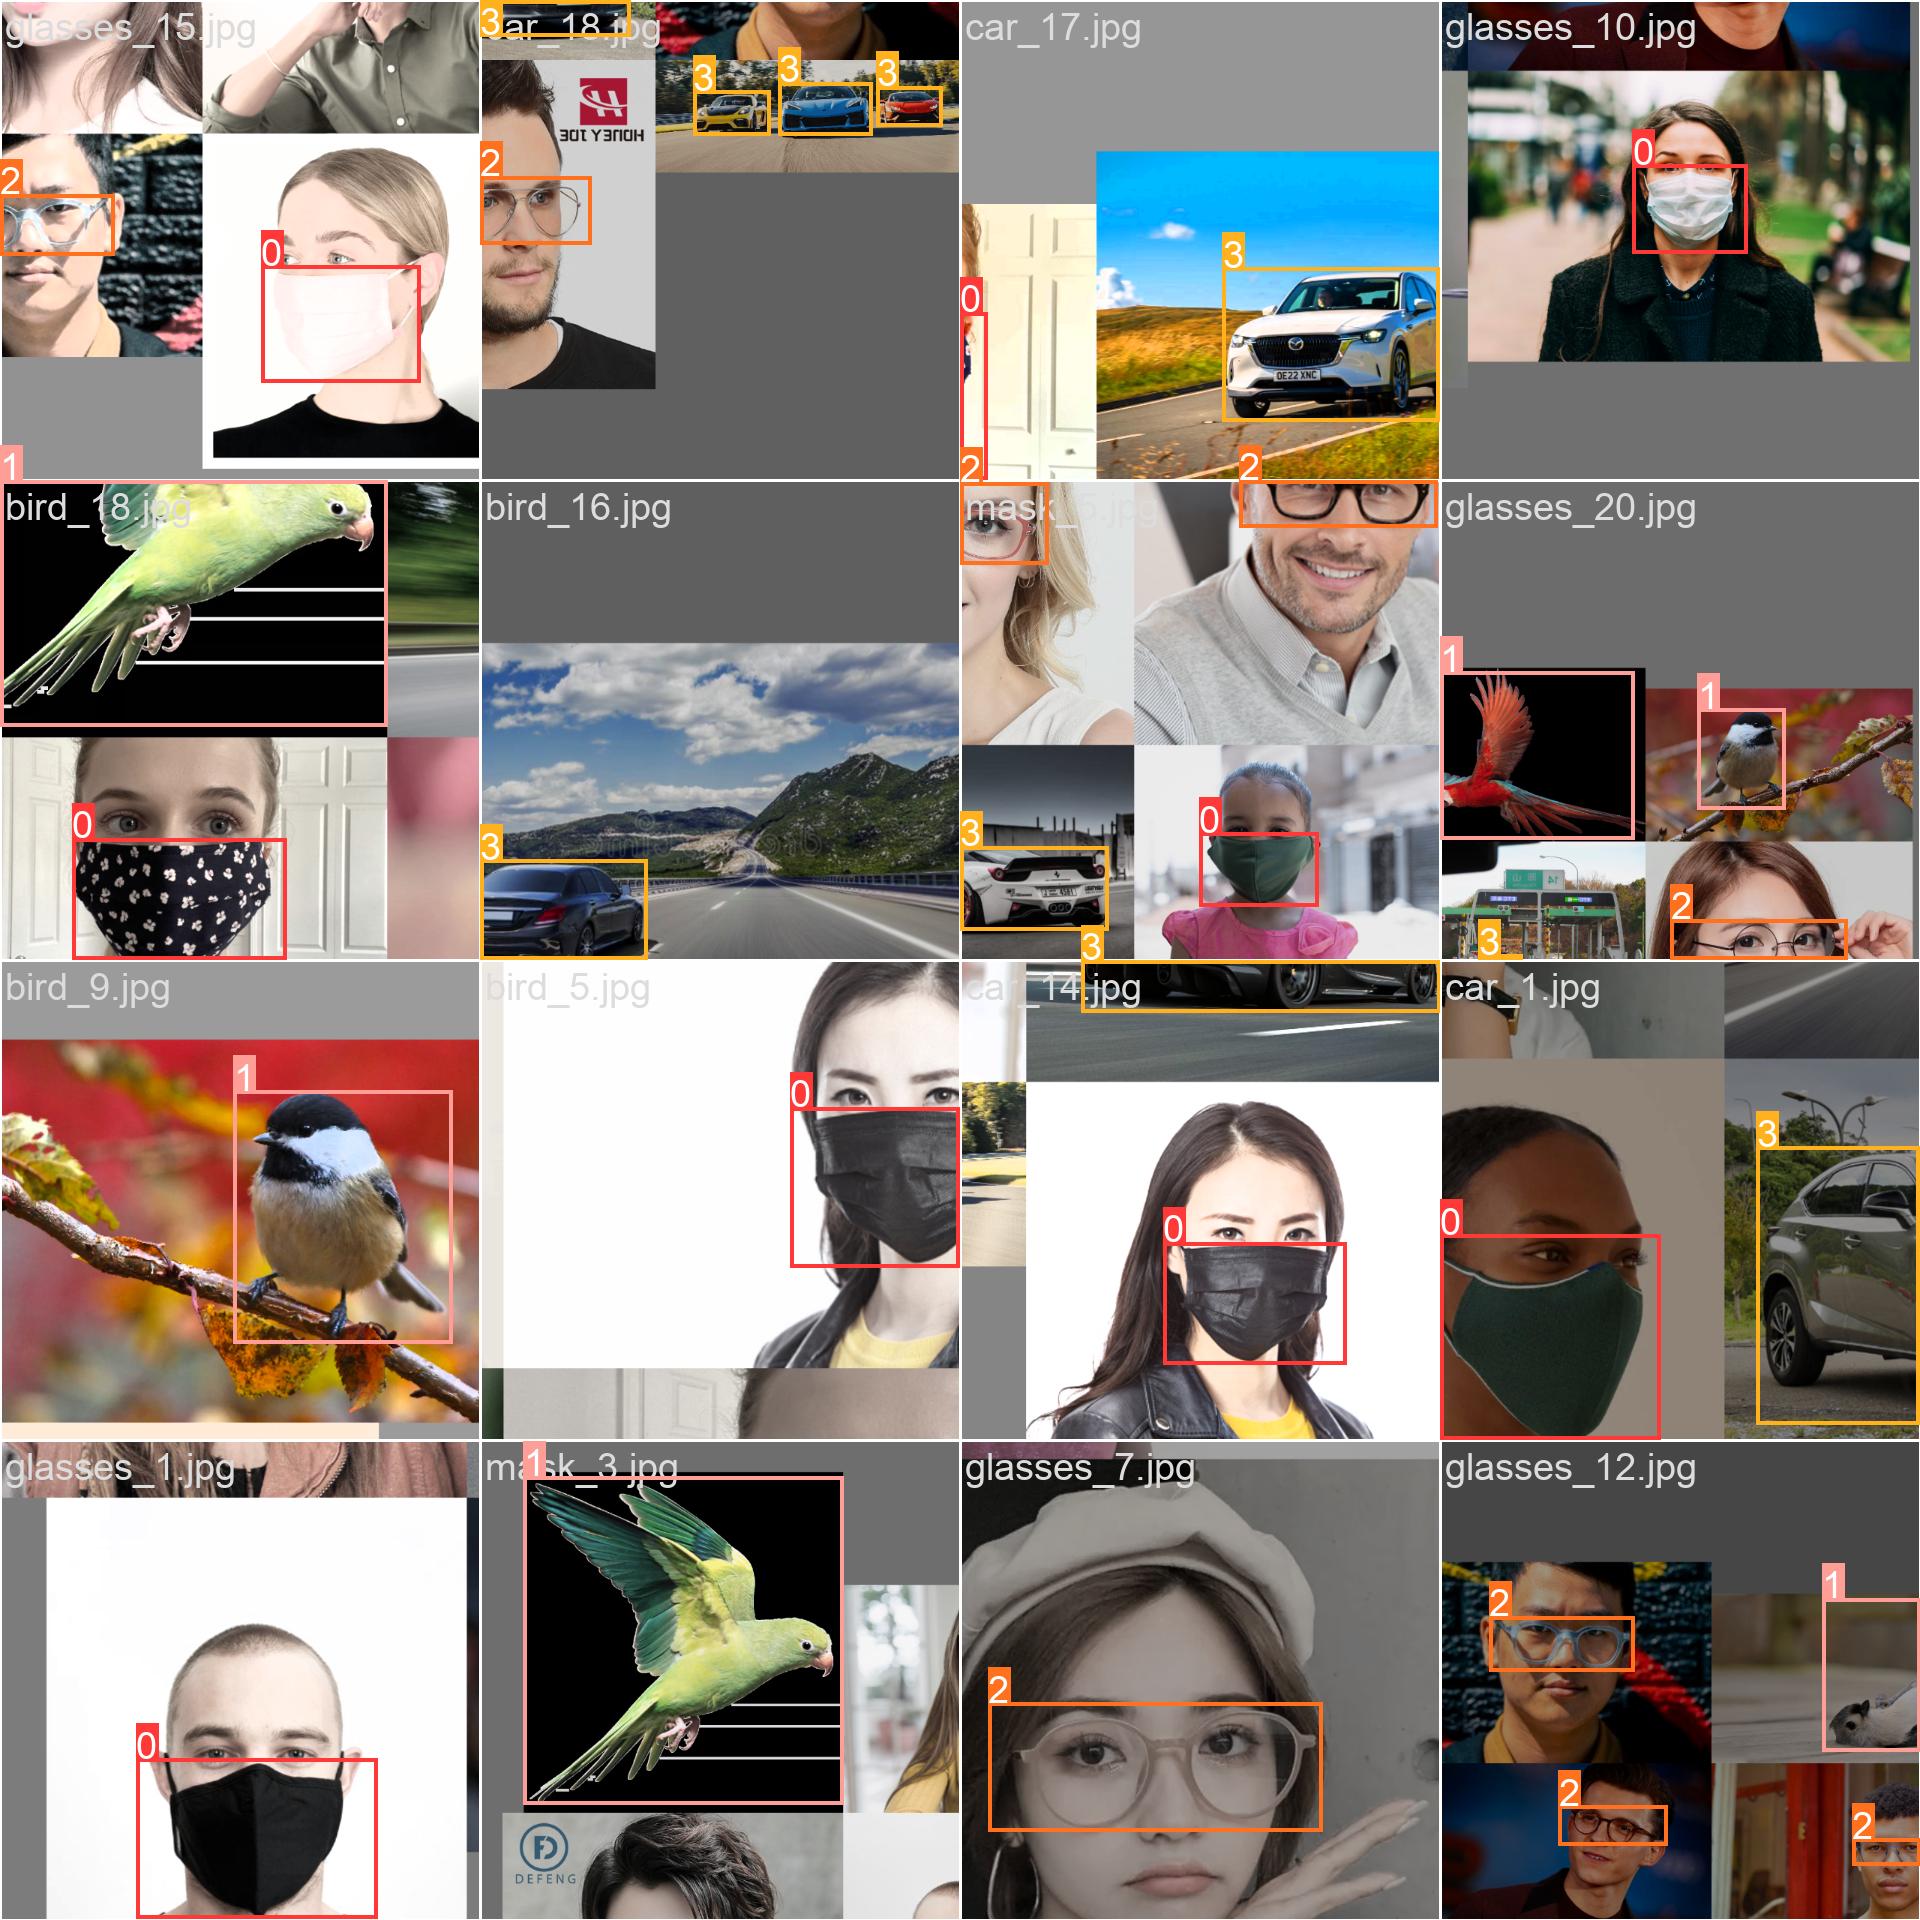 glasses_15.jpg
car_18.jpg
car_17.jpg
glasses_10.jpg
2
0
3
3
3
3
HONEY JOE
2
0
3
0
1
2
2
bird_18.jpg
bird_16.jpg
mask_5.jpg
glasses_20.jpg
OE22 XNC
0
3
3
0
3
1
1
2
3
bird_9.jpg
bird_5.jpg
car_14.jpg
car_1.jpg
1
0
0
0
3
glasses_1.jpg
mask_3.jpg
glasses_7.jpg
glasses_12.jpg
0
1
DEFENG
2
2
1
2
2